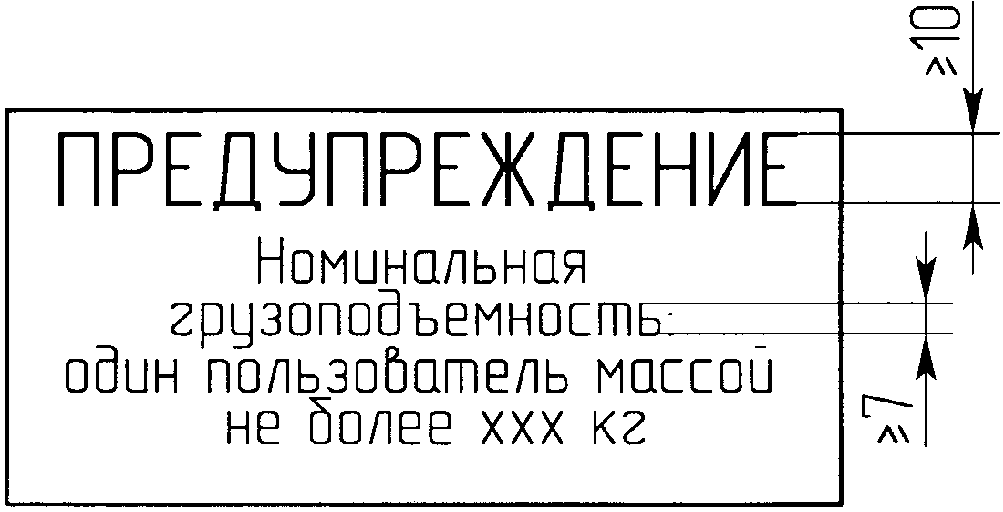 ≥10
ПРЕДУПРЕЖДЕНИЕ
Номинальная
грузоподъемность:
один пользователь массой
не более ххх кг
≥7